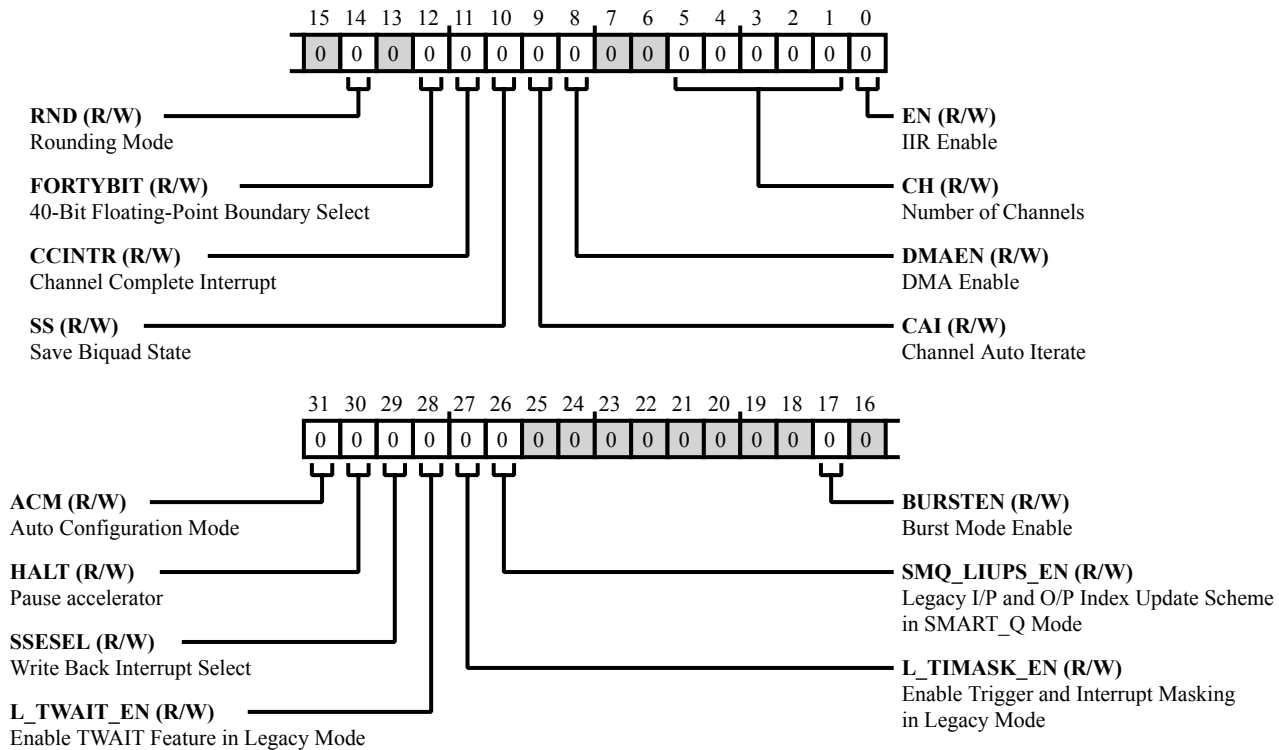 15 14 13 12 11 10 9 8 7 6 5 4 3 2 1 0
0 0 0 0 0 0 0 0 0 0 0 0 0 0 0 0
RND (R/W)
Rounding Mode
FORTYBIT (R/W)
40-Bit Floating-Point Boundary Select
CCINTR (R/W)
Channel Complete Interrupt
SS (R/W)
Save Biquad State
EN (R/W)
IIR Enable
CH (R/W)
Number of Channels
DMAEN (R/W)
DMA Enable
CAI (R/W)
Channel Auto Iterate
31 30 29 28 27 26 25 24 23 22 21 20 19 18 17 16
0 0 0 0 0 0 0 0 0 0 0 0 0 0 0 0
ACM (R/W)
Auto Configuration Mode
HALT (R/W)
Pause accelerator
SSESEL (R/W)
Write Back Interrupt Select
L_TWAIT_EN (R/W)
Enable TWAIT Feature in Legacy Mode
BURSTEN (R/W)
Burst Mode Enable
SMQ_LIUPS_EN (R/W)
Legacy I/P and O/P Index Update Scheme
in SMART_Q Mode
L_TIMASK_EN (R/W)
Enable Trigger and Interrupt Masking
in Legacy Mode